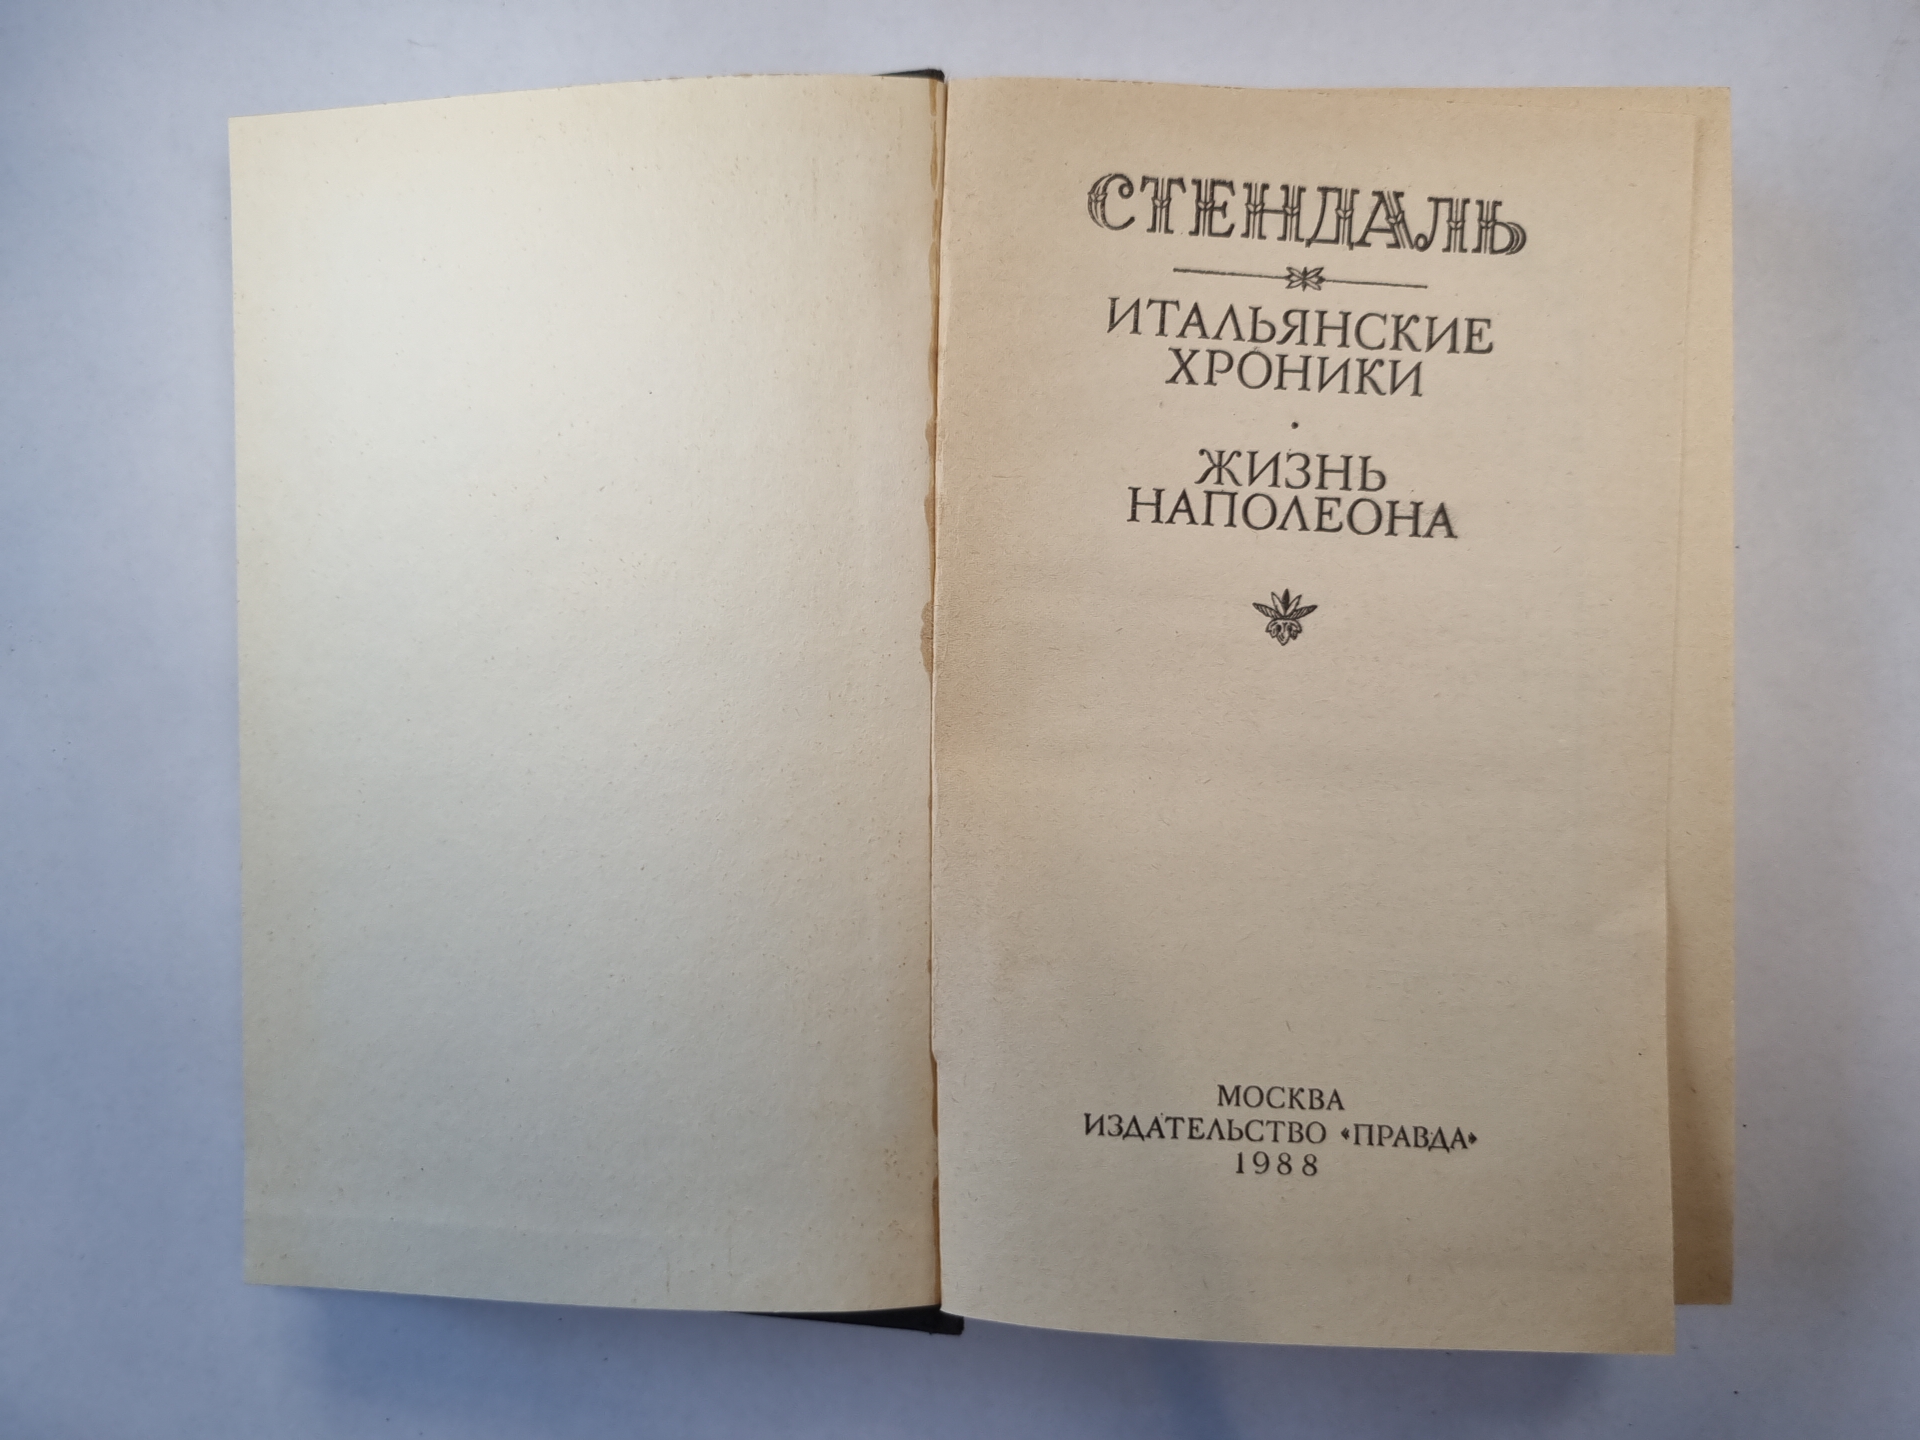 СТЕНДАЛЬ
ИТАЛЬЯНСКИЕ
ХРОНИКИ
·
ЖИЗНЬ
НАПОЛЕОНА
МОСКВА
ИЗДАТЕЛЬСТВО «ПРАВДА»
1988